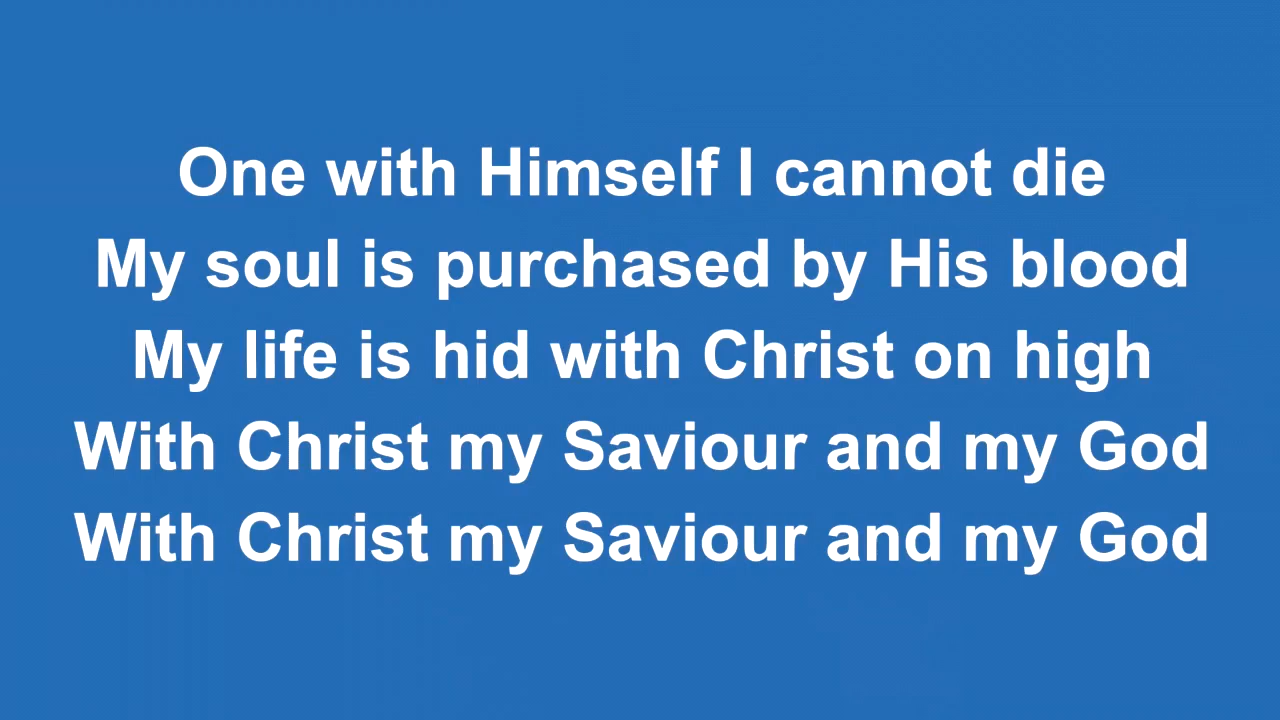 One with Himself I cannot die
My soul is purchased by His blood
My life is hid with Christ on high
With Christ my Saviour and my God
With Christ my Saviour and my God